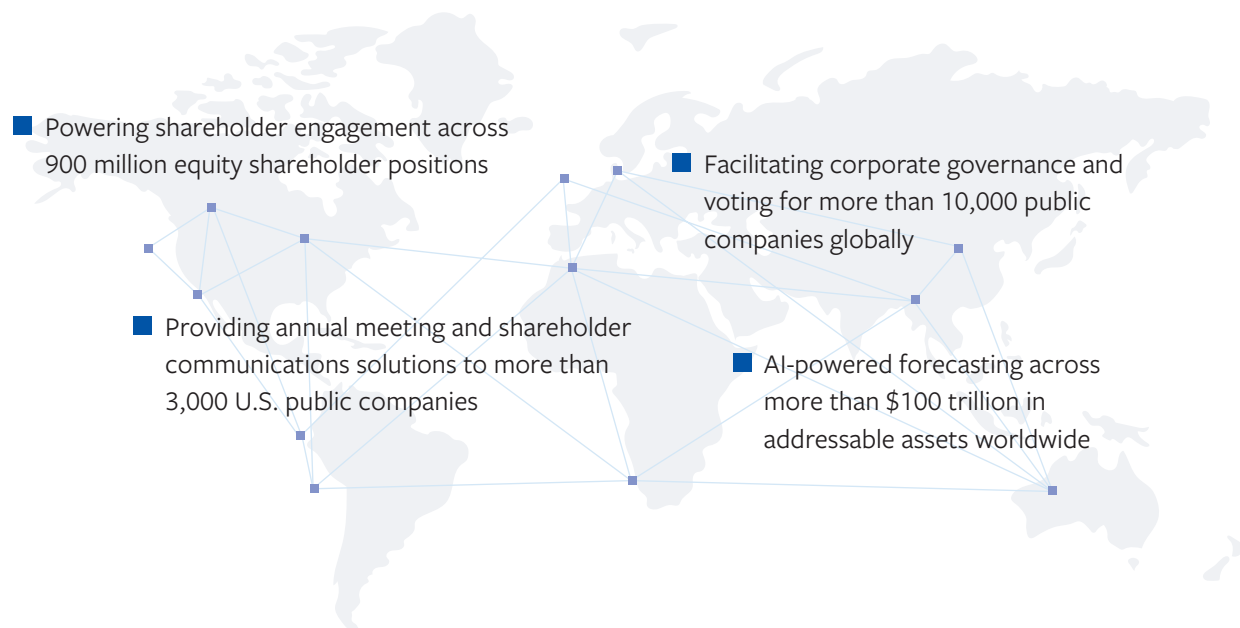 Powering shareholder engagement across
900 million equity shareholder positions
Facilitating corporate governance and
voting for more than 10,000 public
companies globally
Providing annual meeting and shareholder
communications solutions to more than
3,000 U.S. public companies
AI-powered forecasting across
more than $100 trillion in
addressable assets worldwide